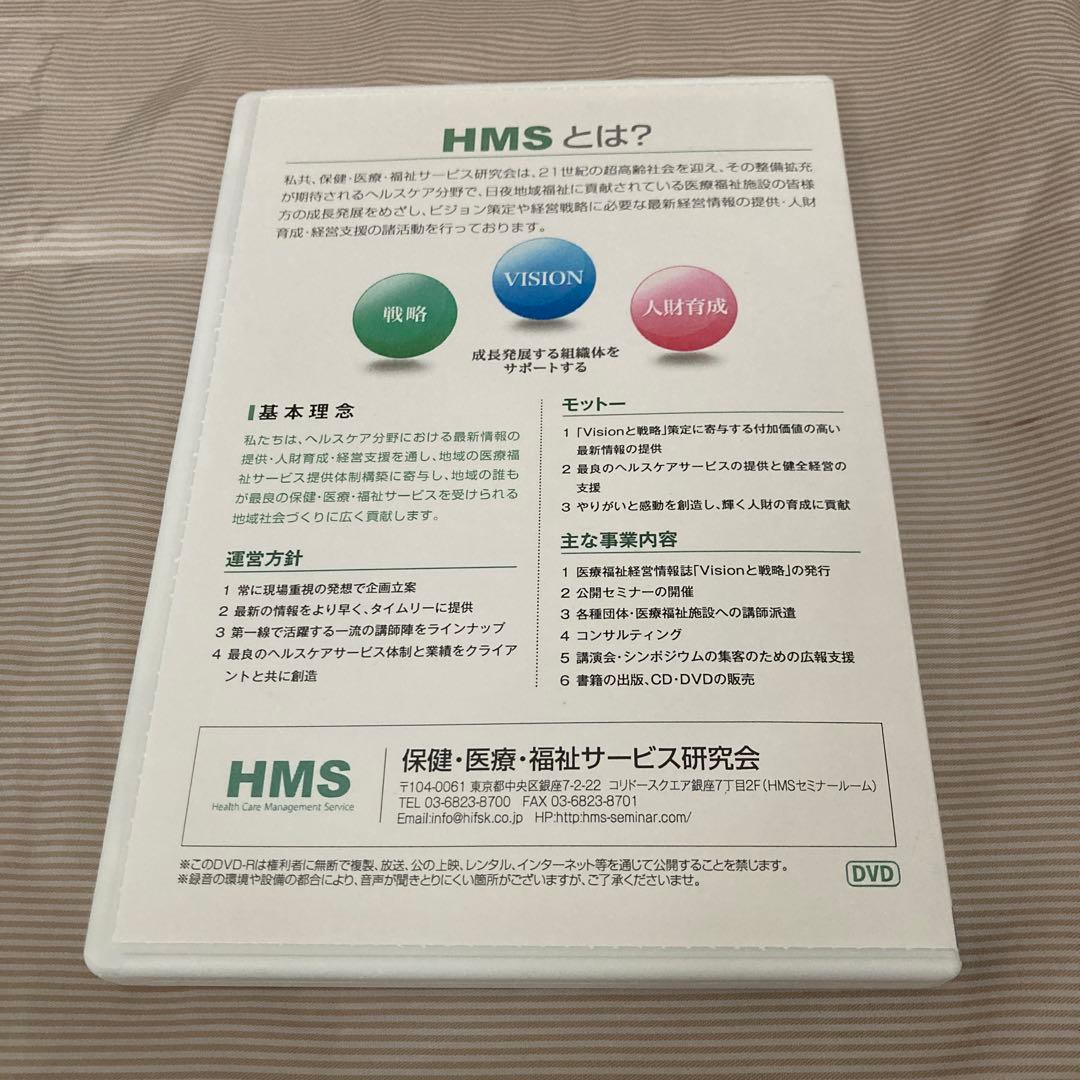 HMSとは?
私共、保健・医療・福祉サービス研究会は、21世紀の超高齢社会を迎え、その整備拡充
が期待されるヘルスケア分野で、日夜地域福祉に貢献されている医療福祉施設の皆様
方の成長発展をめざし、ビジョン策定や経営戦略に必要な最新経営情報の提供・人財
育成・経営支援の諸活動を行っております。
戦略
VISION
人財育成
成長発展する組織体を
サポートする
基本理念
私たちは、ヘルスケア分野における最新情報の
提供・人財育成・経営支援を通し、地域の医療福
祉サービス提供体制構築に寄与し、地域の誰も
が最良の保健・医療・福祉サービスを受けられる
地域社会づくりに広く貢献します。
運営方針
1 常に現場重視の発想で企画立案
2 最新の情報をより早く、タイムリーに提供
3 第一線で活躍する一流の講師陣をラインナップ
4 最良のヘルスケアサービス体制と業績をクライア
ントと共に創造
モットー
1 「Visionと戦略」策定に寄与する付加価値の高い
最新情報の提供
2 最良のヘルスケアサービスの提供と健全経営の
支援
3 やりがいと感動を創造し、輝く人財の育成に貢献
主な事業内容
1 医療福祉経営情報誌「Visionと戦略」の発行
2 公開セミナーの開催
3 各種団体・医療福祉施設への講師派遣
4 コンサルティング
5 講演会・シンポジウムの集客のための広報支援
6 書籍の出版、CD・DVDの販売
HMS
Health Care Management Service
保健・医療・福祉サービス研究会
〒104-0061 東京都中央区銀座7-2-22 コリドースクエア銀座7丁目2F(HMSセミナールーム)
TEL 03-6823-8700 FAX 03-6823-8701
Email:info@hifsk.co.jp HP:http:hms-seminar.com/
※このDVD-Rは権利者に無断で複製、放送、公の上映、レンタル、インターネット等を通じて公開することを禁じます。
※録音の環境や設備の都合により、音声が聞きとりにくい箇所がございますが、ご了承くださいませ。
DVD